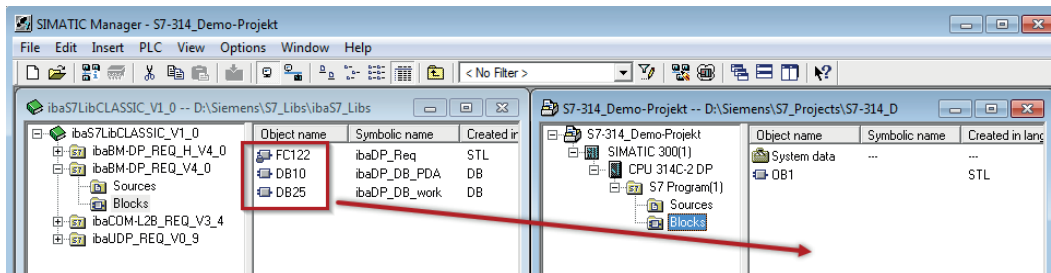 SIMATIC Manager - S7-314_Demo-Projekt
File Edit Insert PLC View Options Window Help
< No Filter >
ibaS7LibCLASSIC_V1_0 -- D:\Siemens\S7_Libs\ibaS7_Libs
ibaS7LibCLASSIC_V1_0
ibaBM-DP_REQ_H_V4_0
ibaBM-DP_REQ_V4_0
Sources
Blocks
ibaCOM-L2B_REQ_V3_4
ibaUDP_REQ_V0_9
Object name Symbolic name Created in
FC122 ibaDP_Req STL
DB10 ibaDP_DB_PDA DB
DB25 ibaDP_DB_work DB
S7-314_Demo-Projekt -- D:\Siemens\S7_Projects\S7-314_D
S7-314_Demo-Projekt
SIMATIC 300(1)
CPU 314C-2 DP
S7 Program(1)
Sources
Blocks
Object name Symbolic name Created in lang
System data ---  ---
OB1 STL